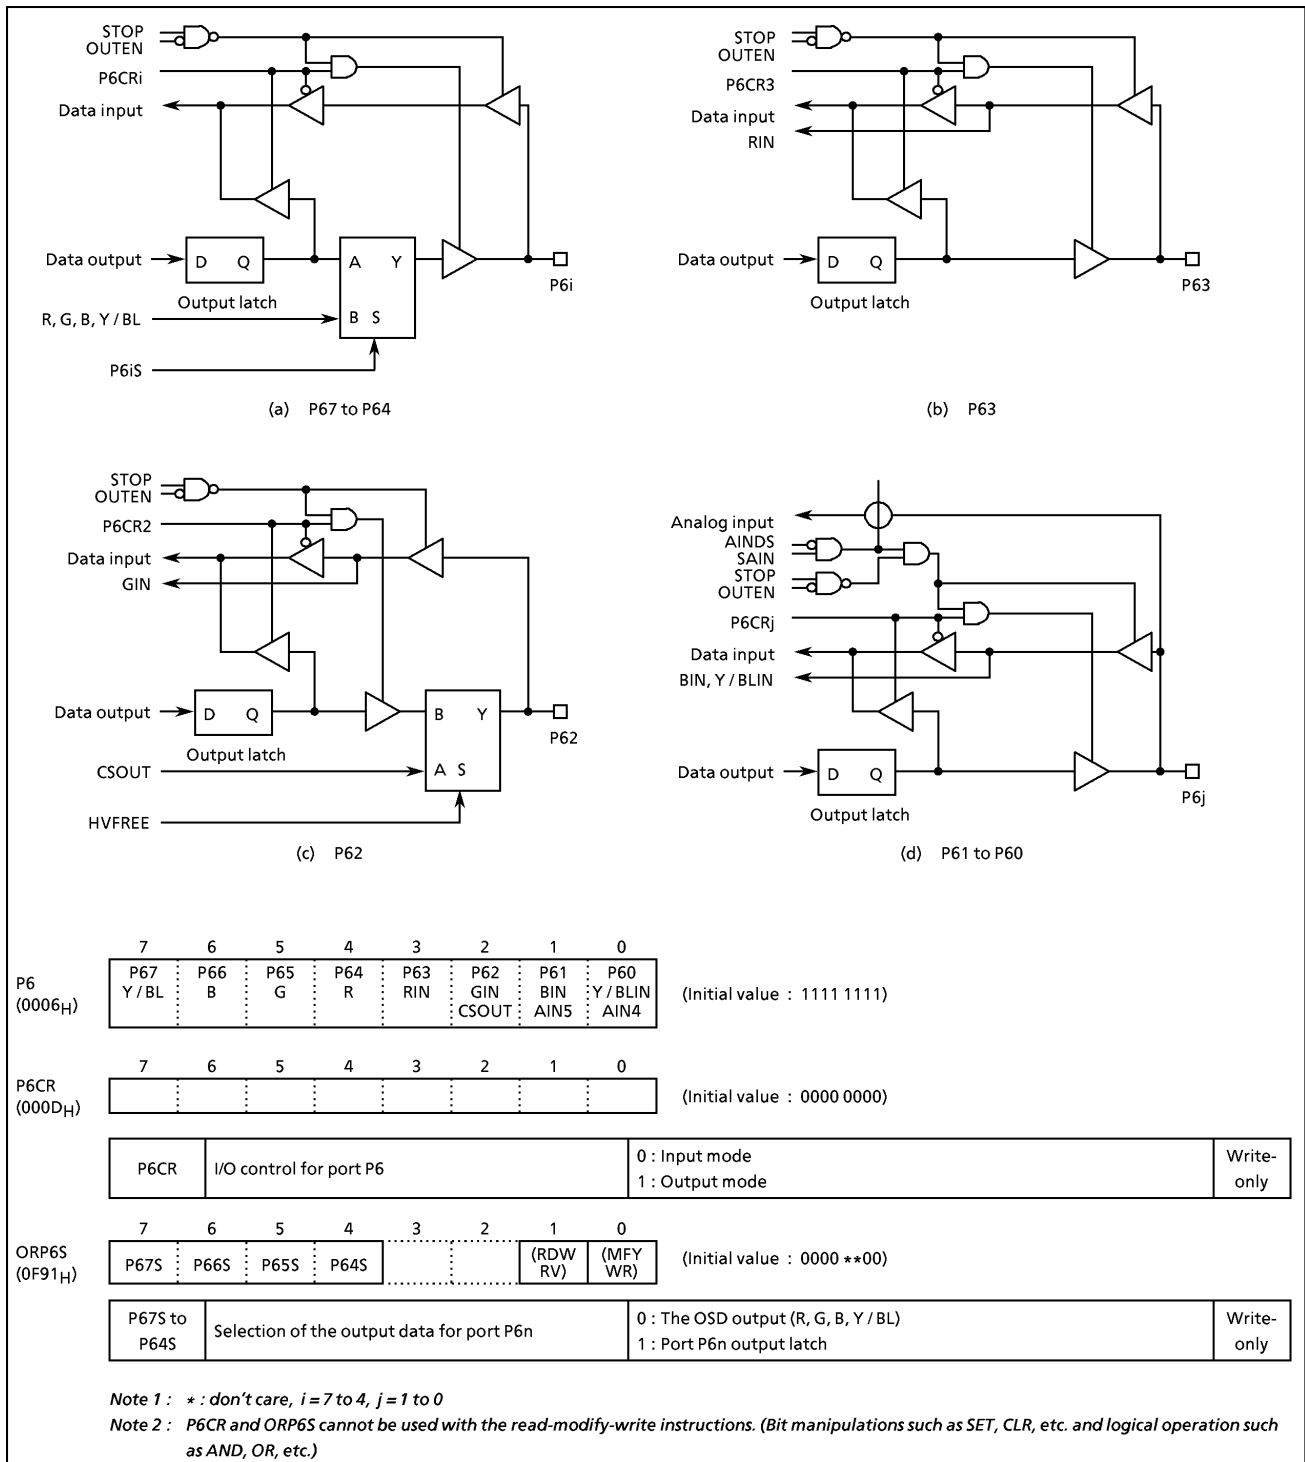 STOP
OUTEN
P6CRi
Data input
Data output
D Q
Output latch
A Y
B S
R, G, B, Y / BL
P6iS
P6i
(a) P67 to P64
STOP
OUTEN
P6CR3
Data input
RIN
Data output
D Q
Output latch
P63
(b) P63
STOP
OUTEN
P6CR2
Data input
GIN
Data output
D Q
Output latch
B Y
A S
CSOUT
HVFREE
P62
(c) P62
Analog input
AINDS
SAIN
STOP
OUTEN
P6CRj
Data input
BIN, Y / BLIN
Data output
D Q
Output latch
P6j
(d) P61 to P60
7 6 5 4 3 2 1 0
P6
(0006H)
P67 P66 P65 P64 P63 P62 P61 P60
Y / BL B G R RIN GIN BIN Y / BLIN
CSOUT AIN5 AIN4
(Initial value : 1111 1111)
7 6 5 4 3 2 1 0
P6CR
(000DH)
(Initial value : 0000 0000)
P6CR I/O control for port P6
0 : Input mode
1 : Output mode
Write-
only
7 6 5 4 3 2 1 0
ORP6S
(0F91H)
P67S P66S P65S P64S (RDW RV) (MFY WR)
(Initial value : 0000 **00)
P67S to
P64S
Selection of the output data for port P6n
0 : The OSD output (R, G, B, Y / BL)
1 : Port P6n output latch
Write-
only
Note 1 : * : don't care, i = 7 to 4, j = 1 to 0
Note 2 : P6CR and ORP6S cannot be used with the read-modify-write instructions. (Bit manipulations such as SET, CLR, etc. and logical operation such
as AND, OR, etc.)